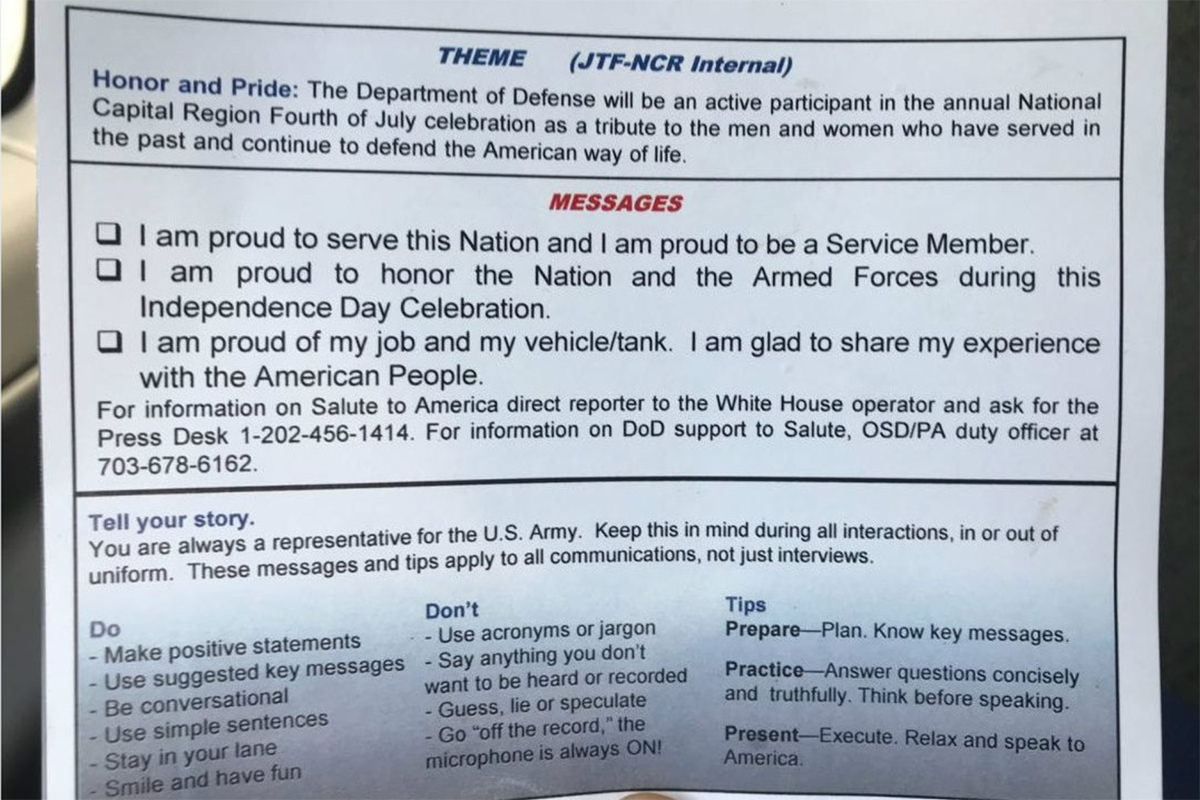 THEME (JTF-NCR Internal)
Honor and Pride: The Department of Defense will be an active participant in the annual National
Capital Region Fourth of July celebration as a tribute to the men and women who have served in
the past and continue to defend the American way of life.
MESSAGES
❑ I am proud to serve this Nation and I am proud to be a Service Member.
❑ I am proud to honor the Nation and the Armed Forces during this
Independence Day Celebration.
❑ I am proud of my job and my vehicle/tank. I am glad to share my experience
with the American People.
For information on Salute to America direct reporter to the White House operator and ask for the
Press Desk 1-202-456-1414. For information on DoD support to Salute, OSD/PA duty officer at
703-678-6162.
Tell your story.
You are always a representative for the U.S. Army. Keep this in mind during all interactions, in or out of
uniform. These messages and tips apply to all communications, not just interviews.
Do
- Make positive statements
- Use suggested key messages
- Be conversational
- Use simple sentences
- Stay in your lane
- Smile and have fun
Don't
- Use acronyms or jargon
- Say anything you don't
want to be heard or recorded
- Guess, lie or speculate
- Go "off the record," the
microphone is always ON!
Tips
Prepare—Plan. Know key messages.
Practice—Answer questions concisely
and truthfully. Think before speaking.
Present—Execute. Relax and speak to
America.